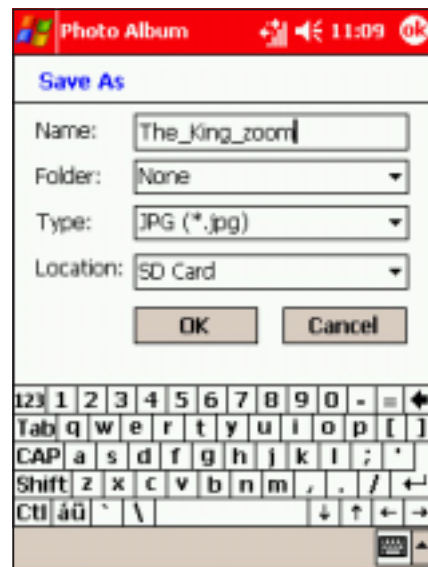 Photo Album 11:09 ok
Save As
Name: The_King_zoom
Folder: None
Type: JPG (*.jpg)
Location: SD Card
OK Cancel
123 1 2 3 4 5 6 7 8 9 0 - = ←
Tab q w e r t y u i o p [ ]
CAP a s d f g h j k l ; '
Shift z x c v b n m , . / ↵
Ctl áü ` \ ↓ ↑ ← →